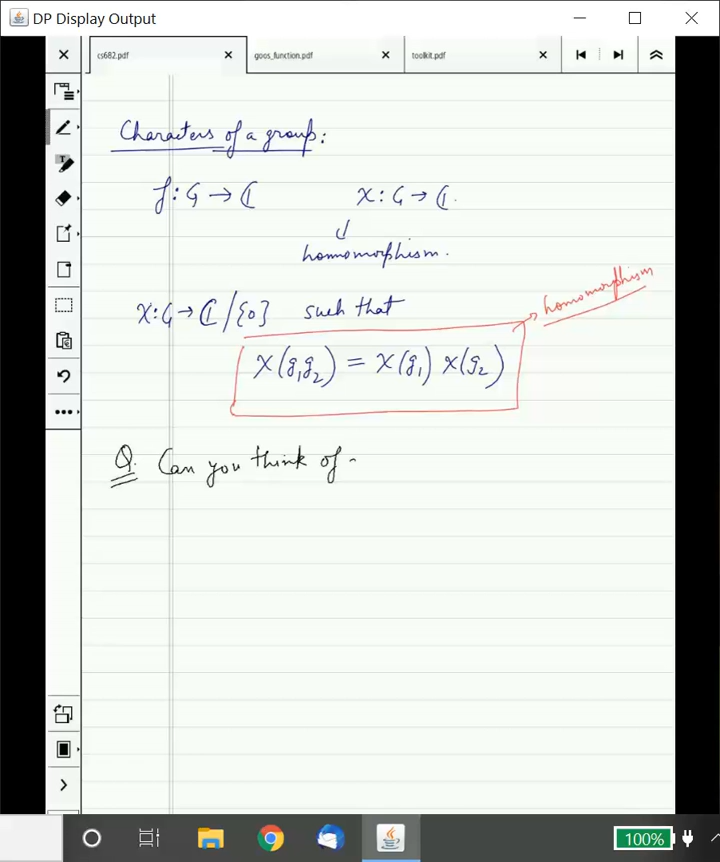 DP Display Output
cs682.pdf
goos_function.pdf
toolkit.pdf
Characters of a group:
f: G → ℂ χ: G → ℂ.
↓
homomorphism.
χ: G → ℂ/{0} such that
→ homomorphism
χ(g₁g₂) = χ(g₁) χ(g₂)
Q. Can you think of
100%